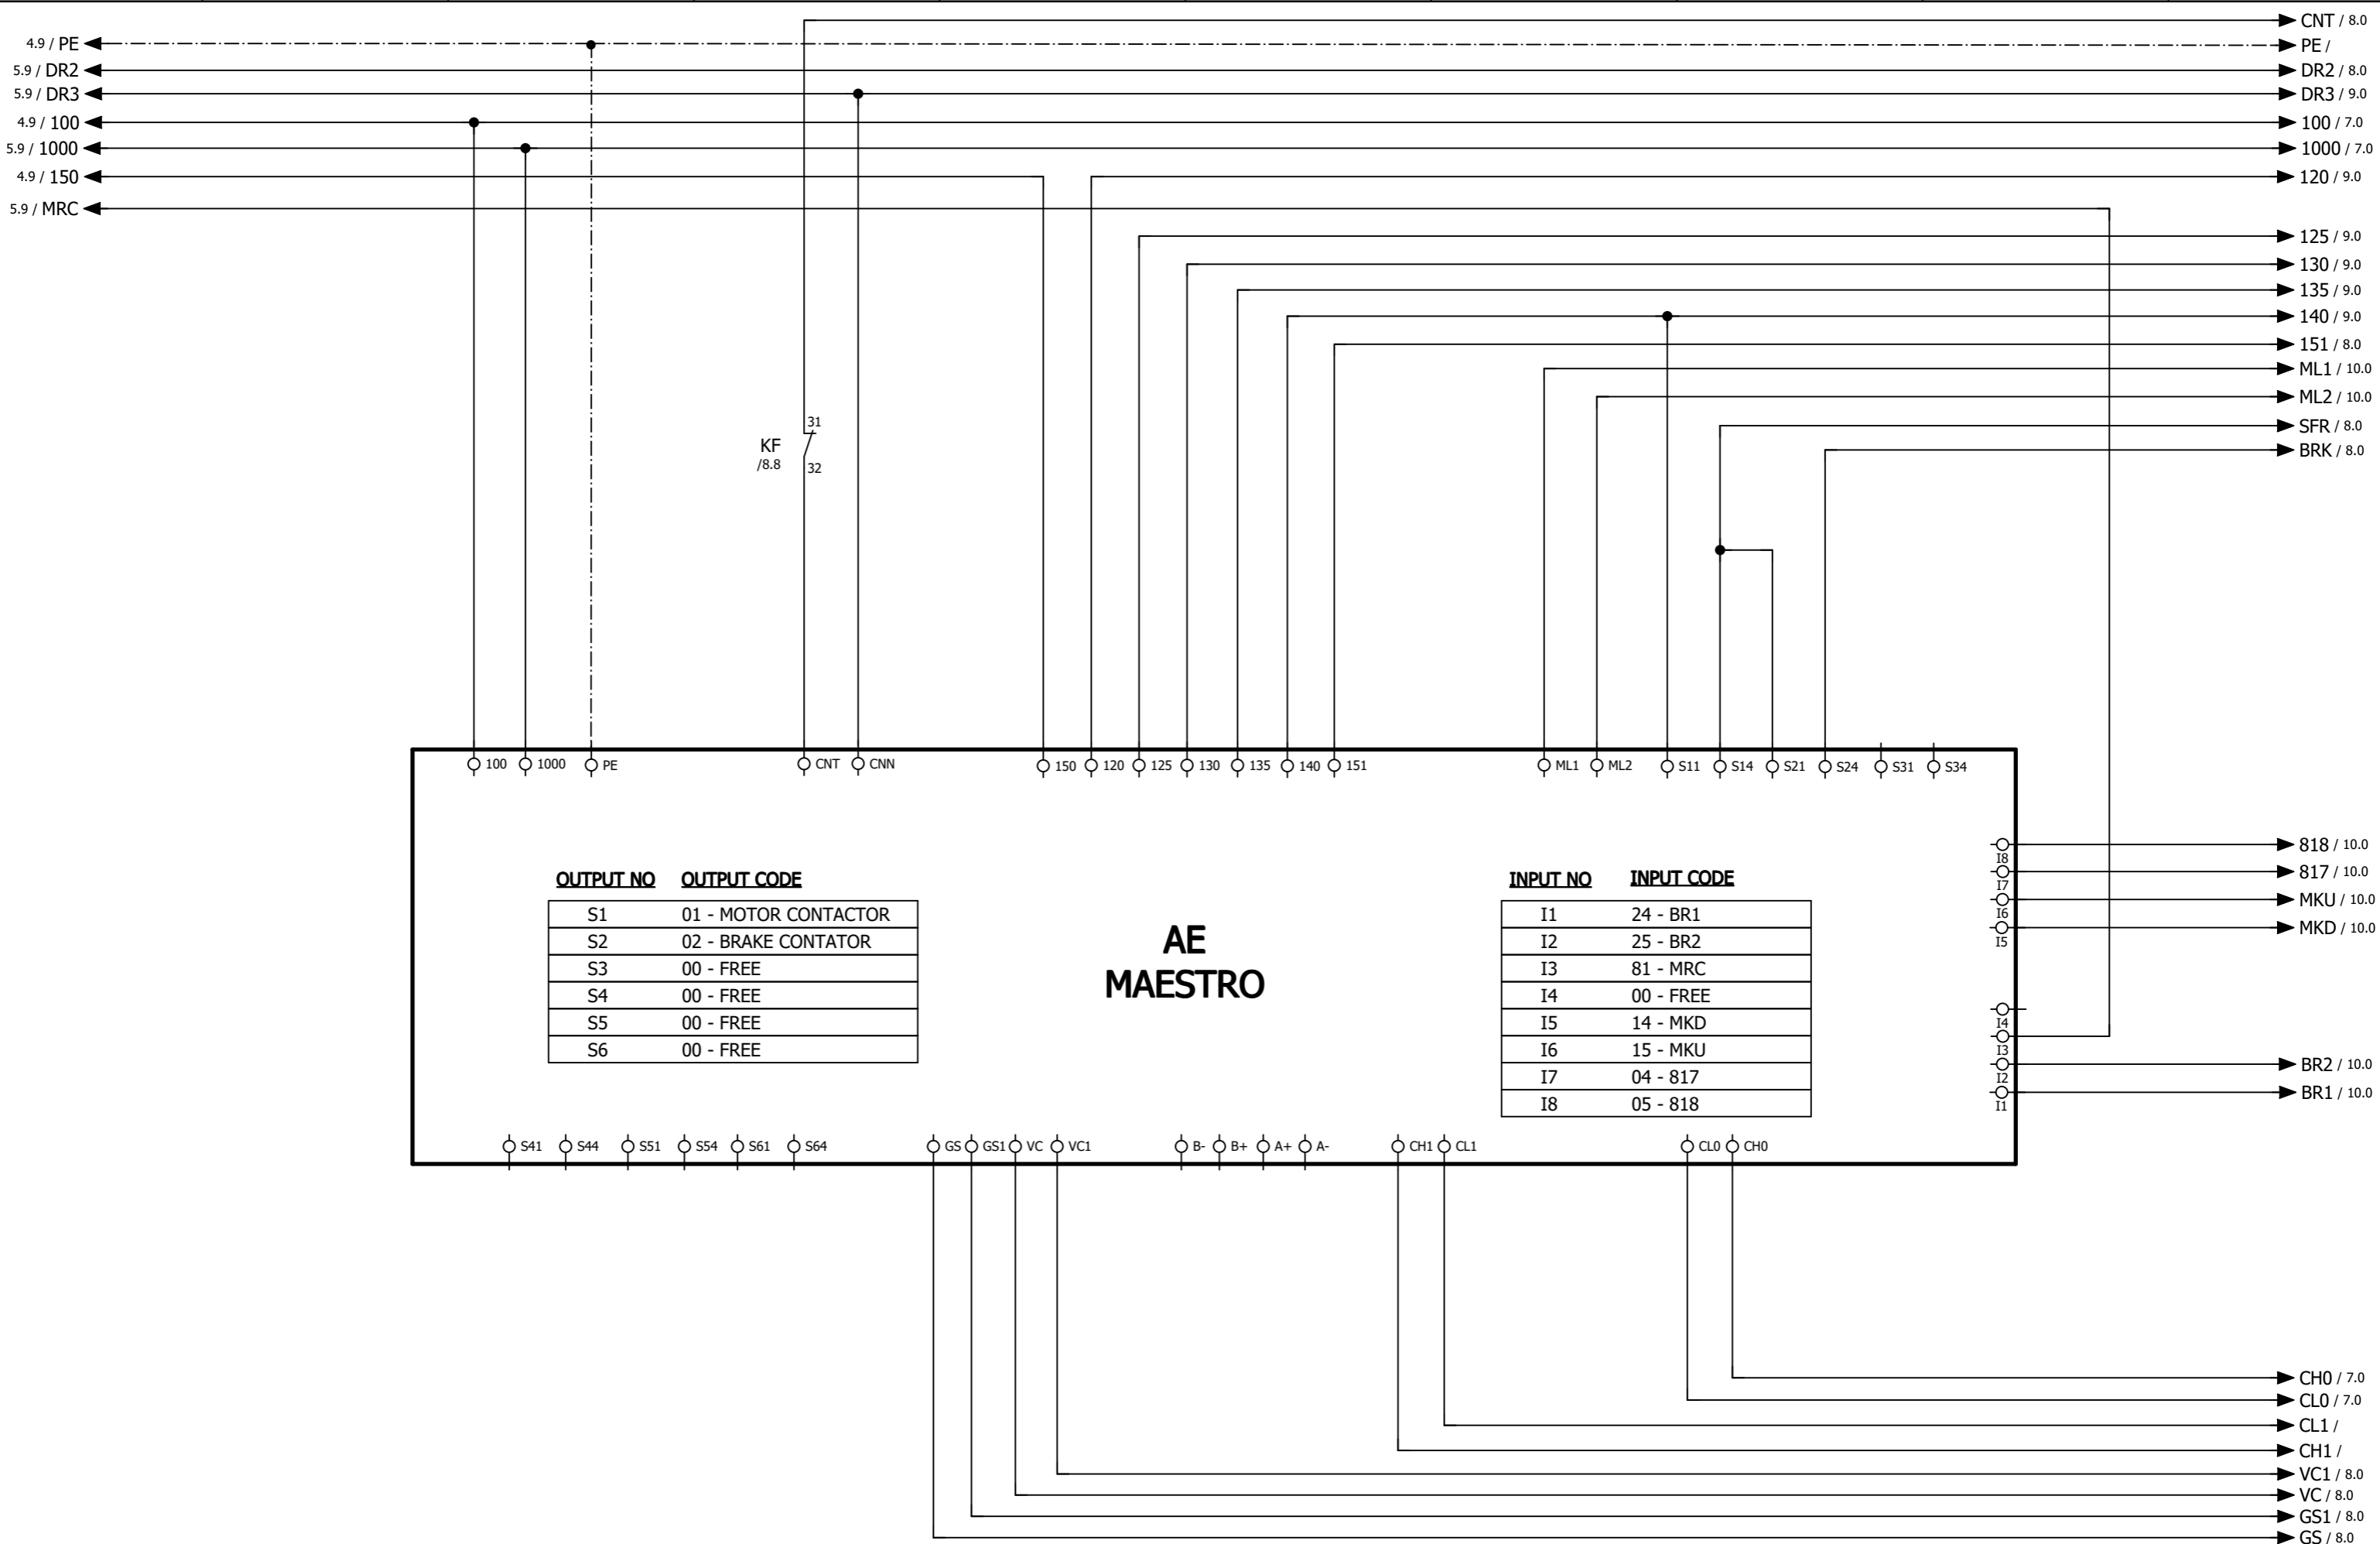 CNT / 8.0
4.9 / PE
PE /
5.9 / DR2
DR2 / 8.0
5.9 / DR3
DR3 / 9.0
4.9 / 100
100 / 7.0
5.9 / 1000
1000 / 7.0
4.9 / 150
120 / 9.0
5.9 / MRC
125 / 9.0
130 / 9.0
135 / 9.0
140 / 9.0
151 / 8.0
ML1 / 10.0
ML2 / 10.0
SFR / 8.0
BRK / 8.0
31
KF
/8.8
32
100 1000 PE CNT CNN 150 120 125 130 135 140 151 ML1 ML2 S11 S14 S21 S24 S31 S34
OUTPUT NO OUTPUT CODE
S1 01 - MOTOR CONTACTOR
S2 02 - BRAKE CONTATOR
S3 00 - FREE
S4 00 - FREE
S5 00 - FREE
S6 00 - FREE
AE
MAESTRO
INPUT NO INPUT CODE
I1 24 - BR1
I2 25 - BR2
I3 81 - MRC
I4 00 - FREE
I5 14 - MKD
I6 15 - MKU
I7 04 - 817
I8 05 - 818
I8
818 / 10.0
I7
817 / 10.0
I6
MKU / 10.0
I5
MKD / 10.0
I4
I3
I2
BR2 / 10.0
I1
BR1 / 10.0
S41 S44 S51 S54 S61 S64 GS GS1 VC VC1 B- B+ A+ A- CH1 CL1 CL0 CH0
CH0 / 7.0
CL0 / 7.0
CL1 /
CH1 /
VC1 / 8.0
VC / 8.0
GS1 / 8.0
GS / 8.0